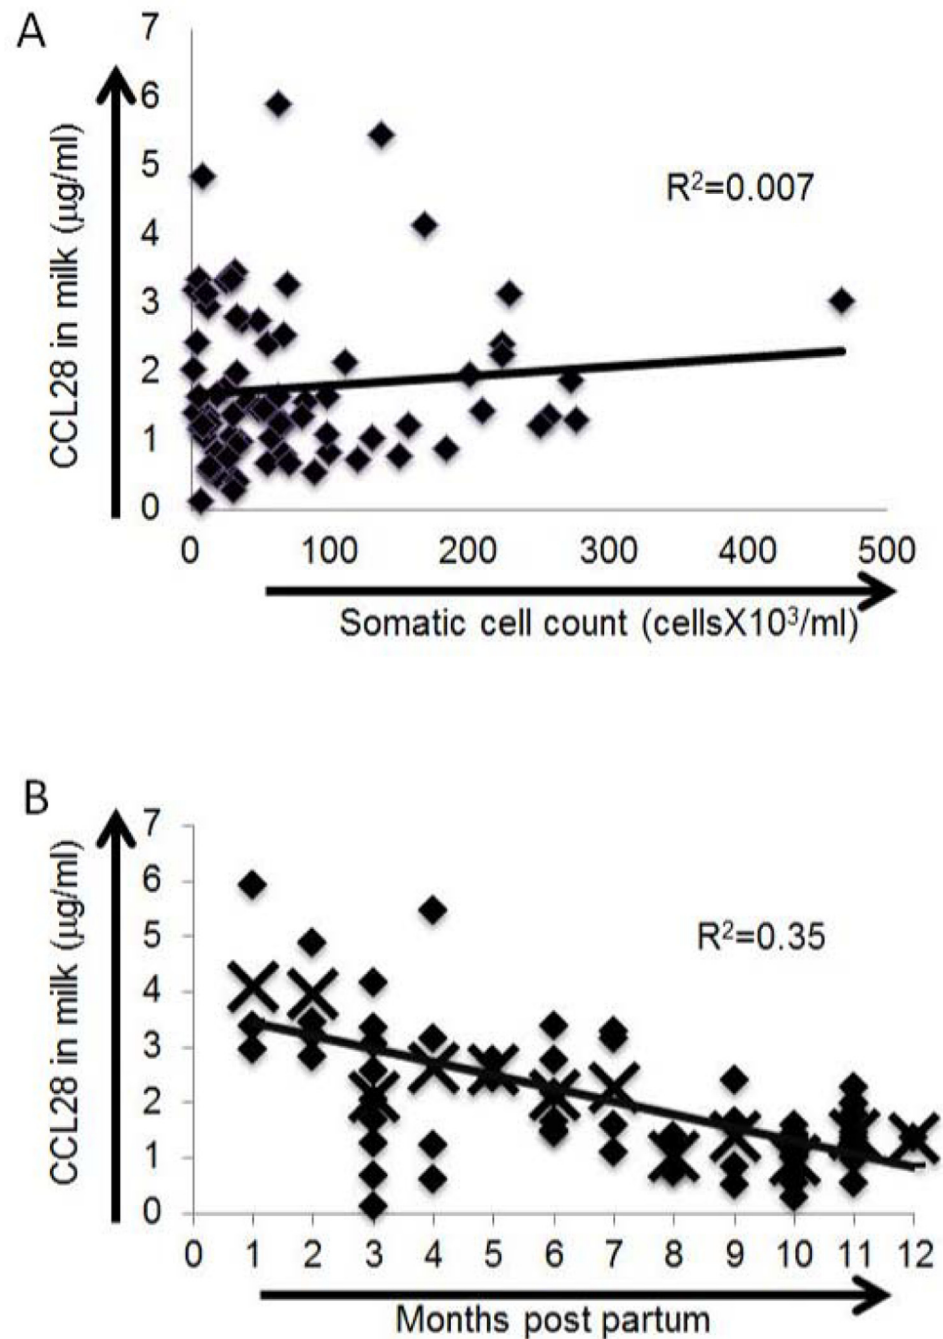 A
7
6
5
4
3
2
1
0
CCL28 in milk (µg/ml)
R²=0.007
0 100 200 300 400 500
Somatic cell count (cellsX10³/ml)
B
7
6
5
4
3
2
1
0
CCL28 in milk (µg/ml)
R²=0.35
0 1 2 3 4 5 6 7 8 9 10 11 12
Months post partum